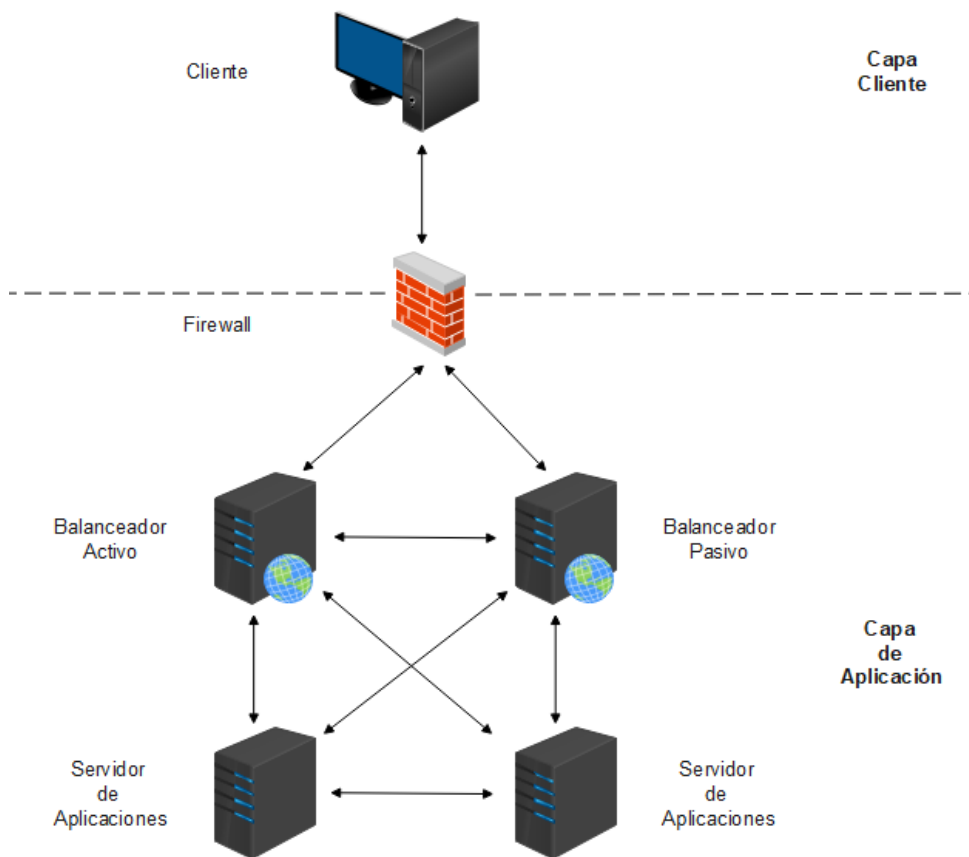 Cliente
Capa
Cliente
Firewall
Balanceador
Activo
Balanceador
Pasivo
Capa
de
Aplicación
Servidor
de
Aplicaciones
Servidor
de
Aplicaciones